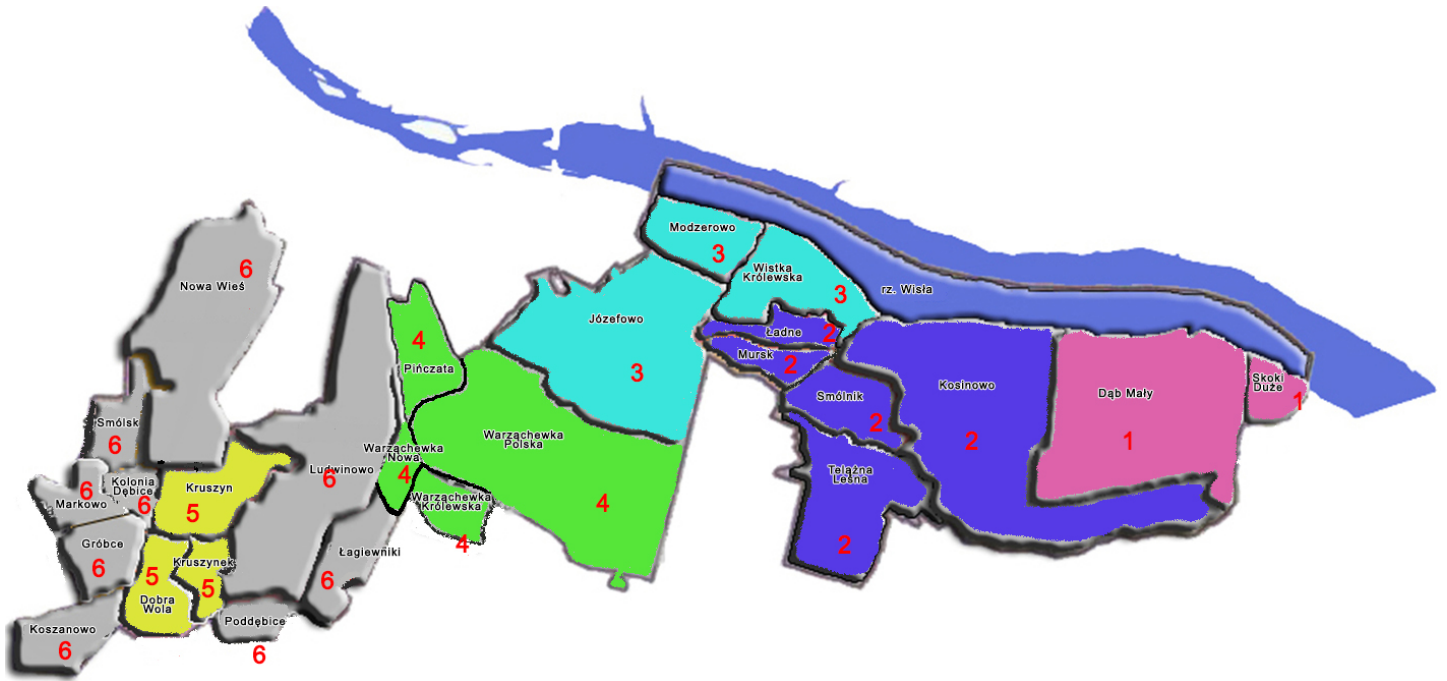 Modzerowo
3
Wistka
Królewska
3
rz. Wisła
Nowa Wieś
6
Józefowo
3
Ładne
2
Mursk
2
Smólnik
2
Kosinowo
2
Dąb Mały
1
Skoki
Duże
1
4
Pińczata
Smólsk
6
Warząchewka
Polska
4
Warząchewka
Nowa
4
Ludwinowo
6
Telążna
Leśna
2
6
Markowo
Kolonia
Dębice
6
Kruszyn
5
Warząchewka
Królewska
4
Gróbce
6
5
Dobra
Wola
Kruszynek
5
Łagiewniki
6
Koszanowo
6
Poddębice
6